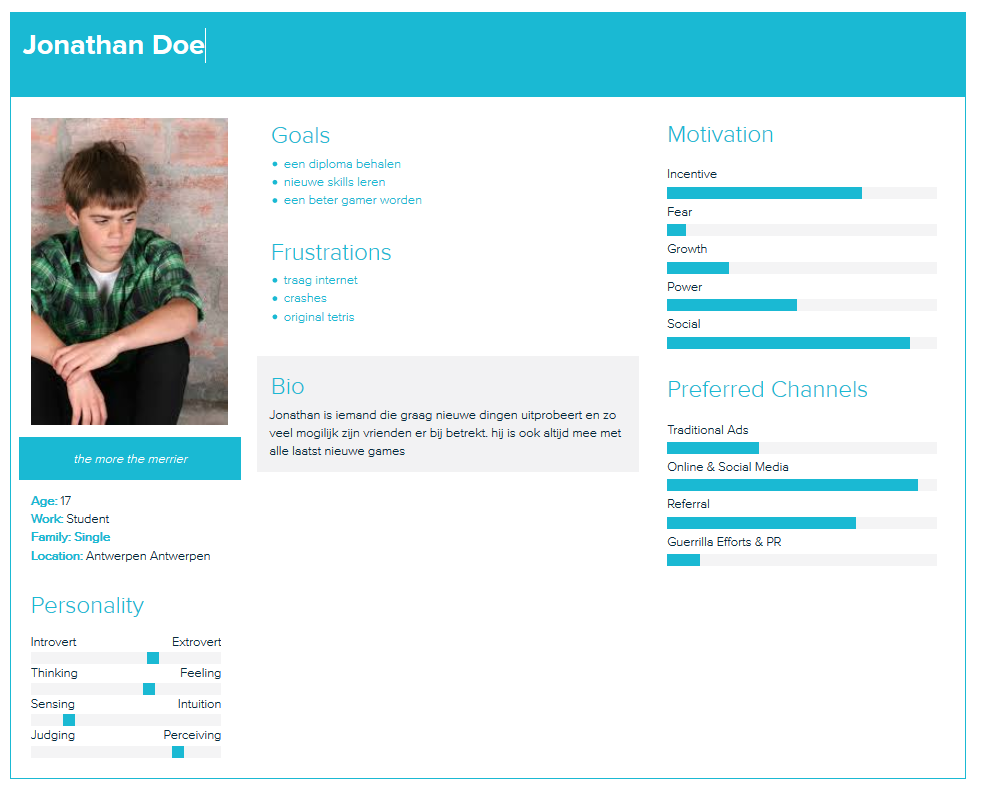 Jonathan Doe
the more the merrier
Age: 17
Work: Student
Family: Single
Location: Antwerpen Antwerpen
Personality
Introvert Extrovert
Thinking Feeling
Sensing Intuition
Judging Perceiving
Goals
• een diploma behalen
• nieuwe skills leren
• een beter gamer worden
Frustrations
• traag internet
• crashes
• original tetris
Bio
Jonathan is iemand die graag nieuwe dingen uitprobeert en zo
veel mogilijk zijn vrienden er bij betrekt. hij is ook altijd mee met
alle laatst nieuwe games
Motivation
Incentive
Fear
Growth
Power
Social
Preferred Channels
Traditional Ads
Online & Social Media
Referral
Guerrilla Efforts & PR